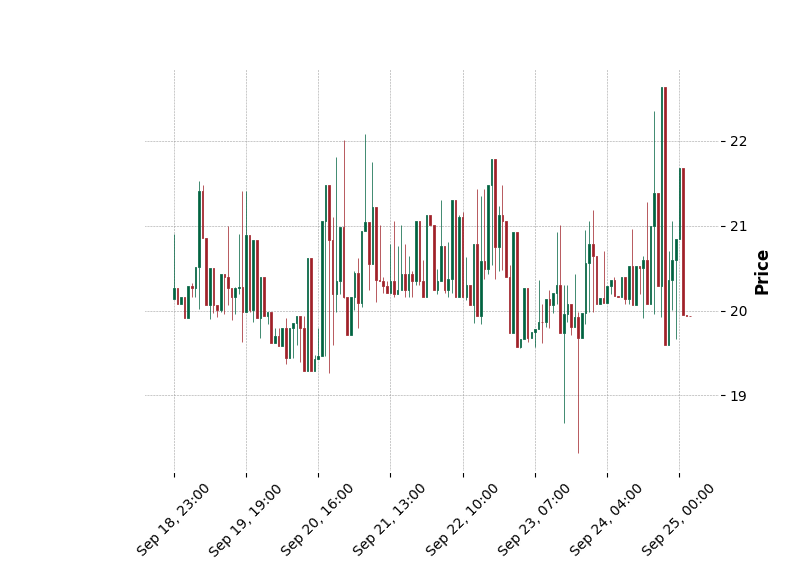 22
21
20
19
Price
Sep 18, 23:00
Sep 19, 19:00
Sep 20, 16:00
Sep 21, 13:00
Sep 22, 10:00
Sep 23, 07:00
Sep 24, 04:00
Sep 25, 00:00